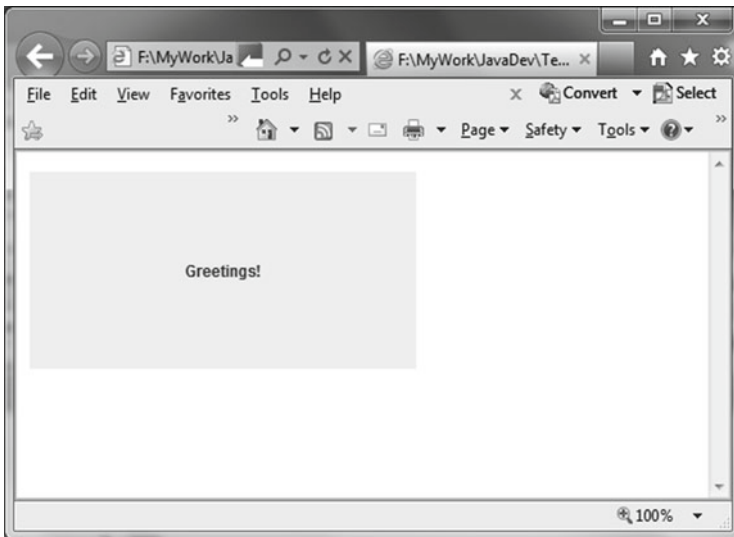 F:\MyWork\Ja
F:\MyWork\JavaDev\Te...
File Edit View Favorites Tools Help
x Convert Select
Page Safety Tools
Greetings!
100%